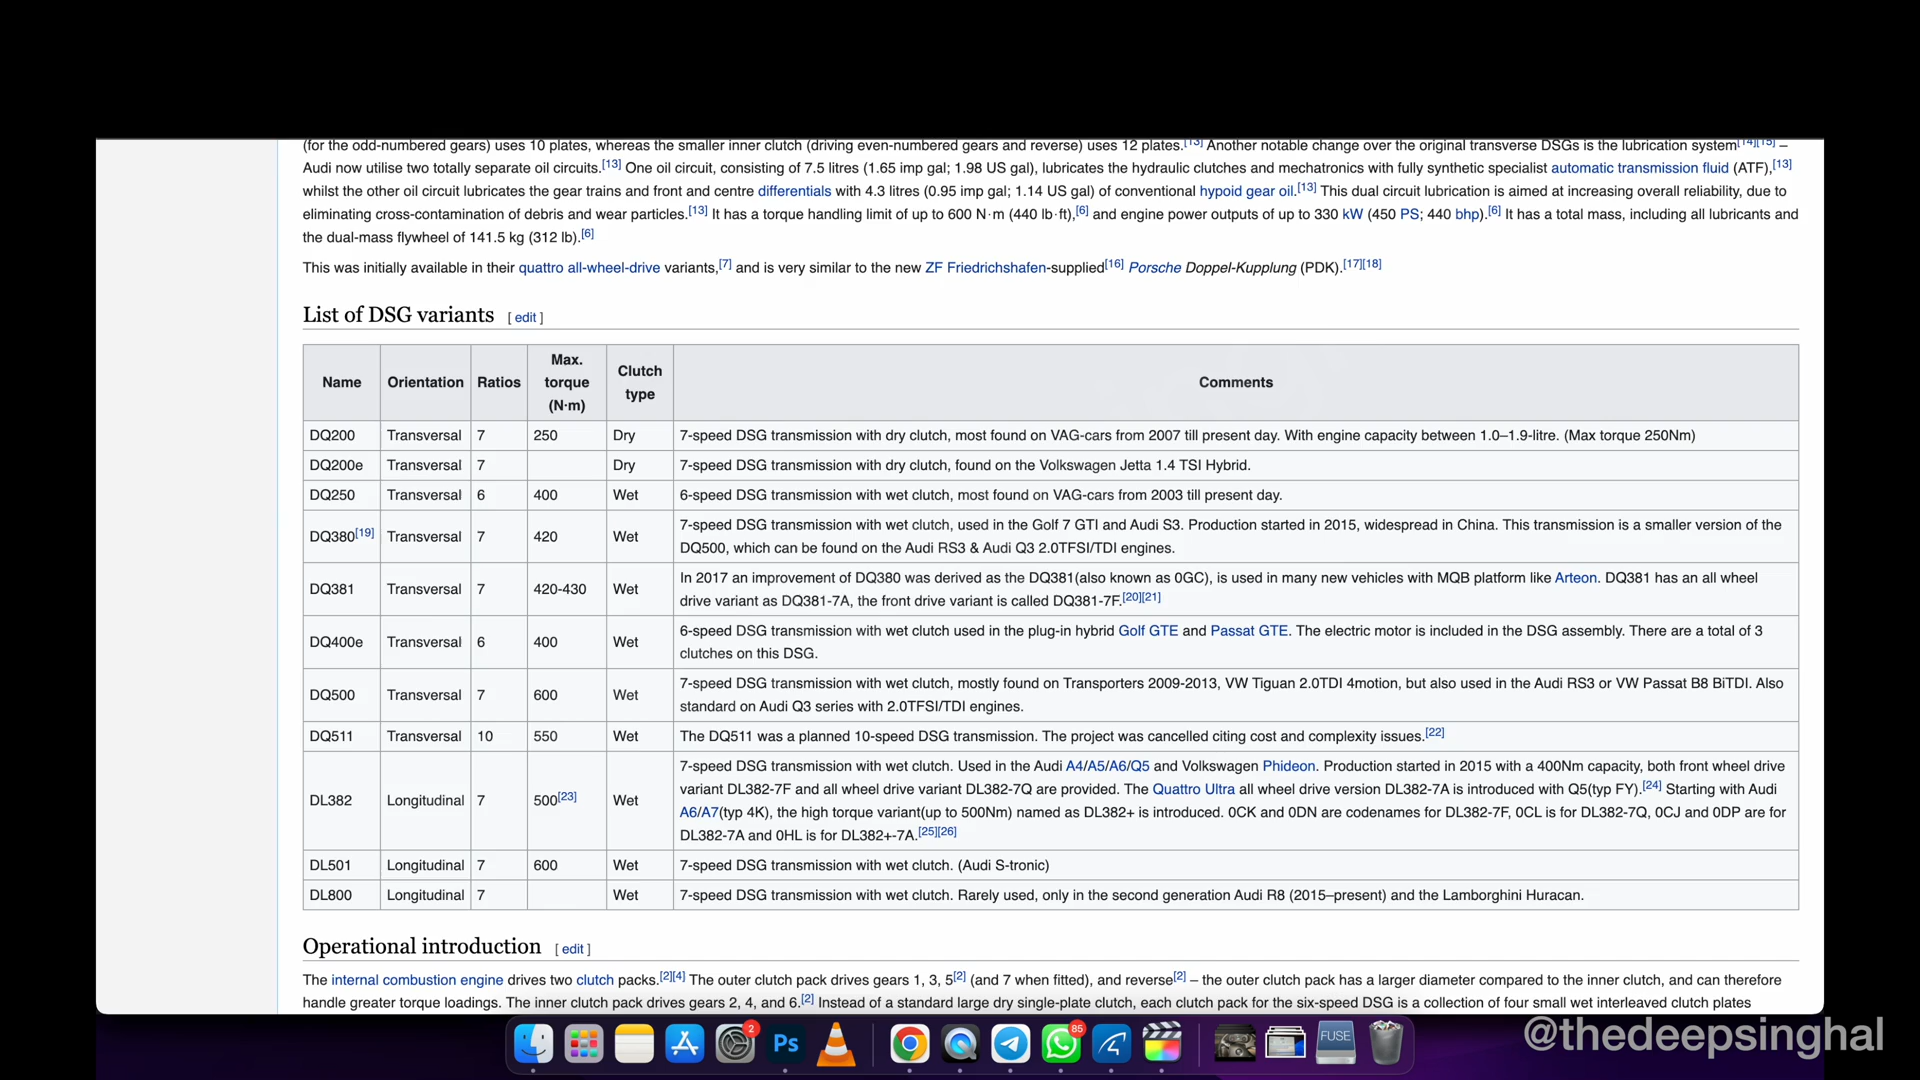 (for the odd-numbered gears) uses 10 plates, whereas the smaller inner clutch (driving even-numbered gears and reverse) uses 12 plates.[13] Another notable change over the original transverse DSGs is the lubrication system[14][15] –
Audi now utilise two totally separate oil circuits.[13] One oil circuit, consisting of 7.5 litres (1.65 imp gal; 1.98 US gal), lubricates the hydraulic clutches and mechatronics with fully synthetic specialist automatic transmission fluid (ATF),[13]
whilst the other oil circuit lubricates the gear trains and front and centre differentials with 4.3 litres (0.95 imp gal; 1.14 US gal) of conventional hypoid gear oil.[13] This dual circuit lubrication is aimed at increasing overall reliability, due to
eliminating cross-contamination of debris and wear particles.[13] It has a torque handling limit of up to 600 N·m (440 lb·ft),[6] and engine power outputs of up to 330 kW (450 PS; 440 bhp).[6] It has a total mass, including all lubricants and
the dual-mass flywheel of 141.5 kg (312 lb).[6]
This was initially available in their quattro all-wheel-drive variants,[7] and is very similar to the new ZF Friedrichshafen-supplied[16] Porsche Doppel-Kupplung (PDK).[17][18]
List of DSG variants [ edit ]
Name Orientation Ratios Max. torque (N·m) Clutch type Comments
DQ200 Transversal 7 250 Dry 7-speed DSG transmission with dry clutch, most found on VAG-cars from 2007 till present day. With engine capacity between 1.0–1.9-litre. (Max torque 250Nm)
DQ200e Transversal 7 Dry 7-speed DSG transmission with dry clutch, found on the Volkswagen Jetta 1.4 TSI Hybrid.
DQ250 Transversal 6 400 Wet 6-speed DSG transmission with wet clutch, most found on VAG-cars from 2003 till present day.
DQ380[19] Transversal 7 420 Wet 7-speed DSG transmission with wet clutch, used in the Golf 7 GTI and Audi S3. Production started in 2015, widespread in China. This transmission is a smaller version of the
DQ500, which can be found on the Audi RS3 & Audi Q3 2.0TFSI/TDI engines.
DQ381 Transversal 7 420-430 Wet In 2017 an improvement of DQ380 was derived as the DQ381(also known as 0GC), is used in many new vehicles with MQB platform like Arteon. DQ381 has an all wheel
drive variant as DQ381-7A, the front drive variant is called DQ381-7F.[20][21]
DQ400e Transversal 6 400 Wet 6-speed DSG transmission with wet clutch used in the plug-in hybrid Golf GTE and Passat GTE. The electric motor is included in the DSG assembly. There are a total of 3
clutches on this DSG.
DQ500 Transversal 7 600 Wet 7-speed DSG transmission with wet clutch, mostly found on Transporters 2009-2013, VW Tiguan 2.0TDI 4motion, but also used in the Audi RS3 or VW Passat B8 BiTDI. Also
standard on Audi Q3 series with 2.0TFSI/TDI engines.
DQ511 Transversal 10 550 Wet The DQ511 was a planned 10-speed DSG transmission. The project was cancelled citing cost and complexity issues.[22]
DL382 Longitudinal 7 500[23] Wet 7-speed DSG transmission with wet clutch. Used in the Audi A4/A5/A6/Q5 and Volkswagen Phideon. Production started in 2015 with a 400Nm capacity, both front wheel drive
variant DL382-7F and all wheel drive variant DL382-7Q are provided. The Quattro Ultra all wheel drive version DL382-7A is introduced with Q5(typ FY).[24] Starting with Audi
A6/A7(typ 4K), the high torque variant(up to 500Nm) named as DL382+ is introduced. 0CK and 0DN are codenames for DL382-7F, 0CL is for DL382-7Q, 0CJ and 0DP are for
DL382-7A and 0HL is for DL382+-7A.[25][26]
DL501 Longitudinal 7 600 Wet 7-speed DSG transmission with wet clutch. (Audi S-tronic)
DL800 Longitudinal 7 Wet 7-speed DSG transmission with wet clutch. Rarely used, only in the second generation Audi R8 (2015–present) and the Lamborghini Huracan.
Operational introduction [ edit ]
The internal combustion engine drives two clutch packs.[2][4] The outer clutch pack drives gears 1, 3, 5[2] (and 7 when fitted), and reverse[2] – the outer clutch pack has a larger diameter compared to the inner clutch, and can therefore
handle greater torque loadings. The inner clutch pack drives gears 2, 4, and 6.[2] Instead of a standard large dry single-plate clutch, each clutch pack for the six-speed DSG is a collection of four small wet interleaved clutch plates
2 Ps 85 FUSE
@thedeepsinghal